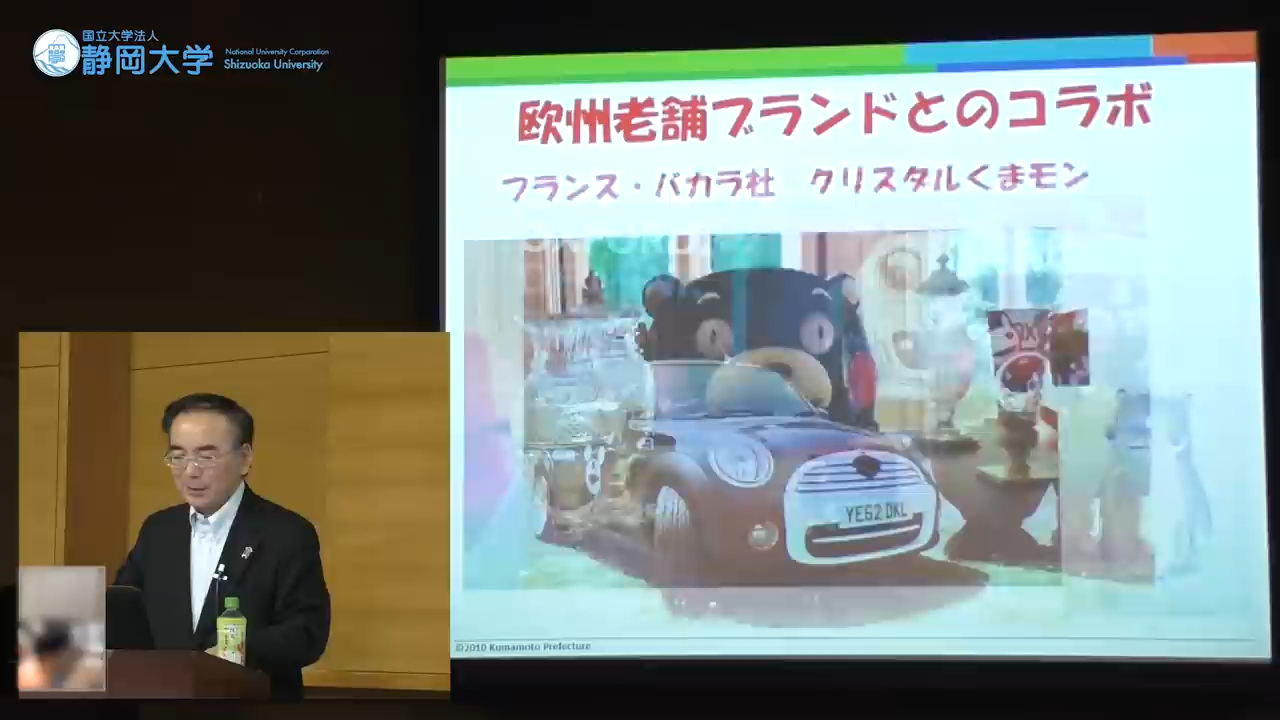 国立大学法人
静岡大学
National University Corporation
Shizuoka University
欧州老舗ブランドとのコラボ
フランス・バカラ社 クリスタルくまモン
YE62 DKL
©2010 Kumamoto Prefecture